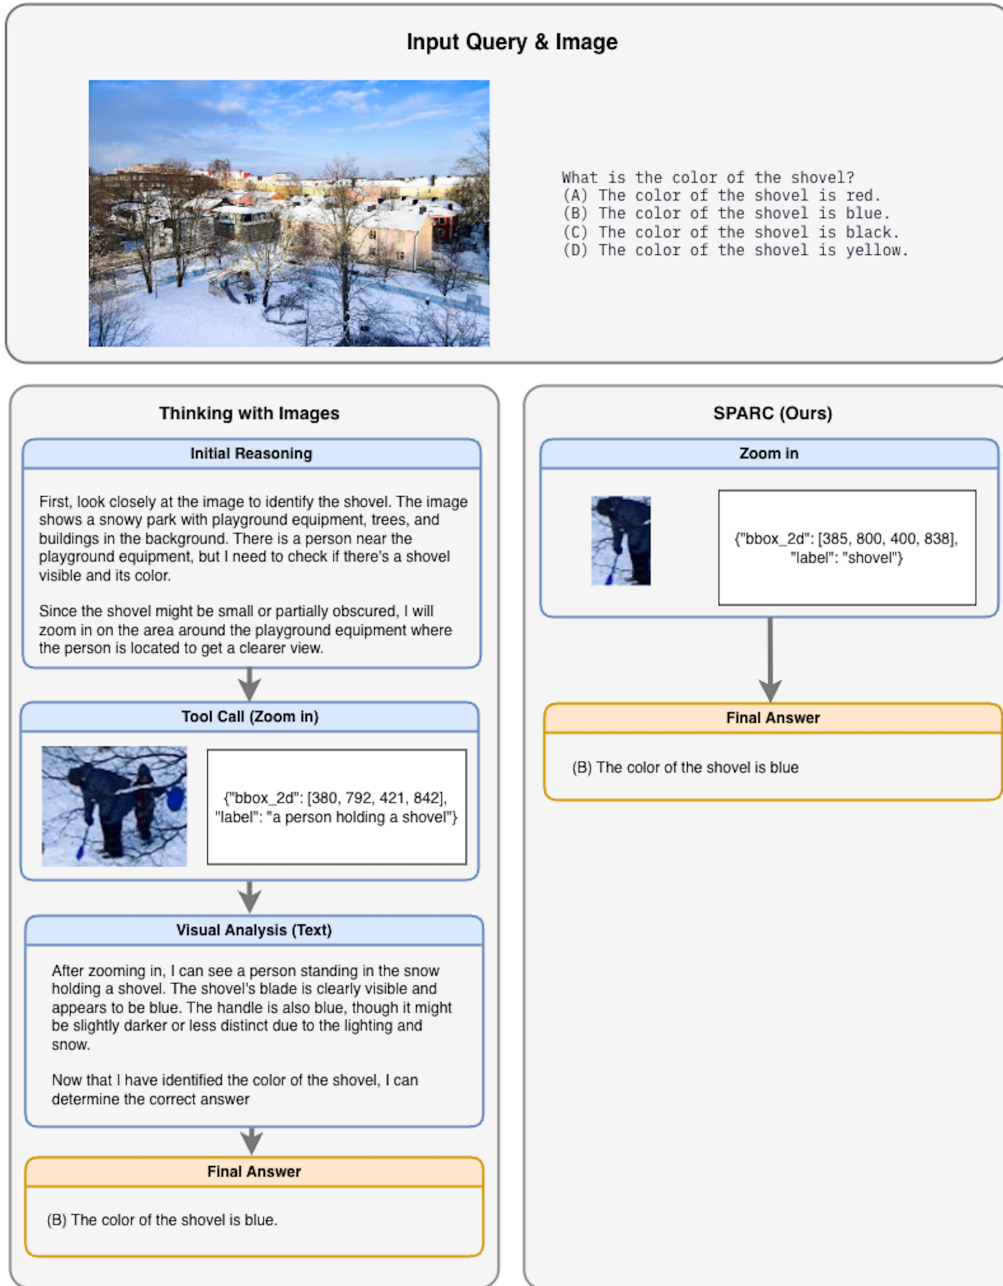 Input Query & Image
What is the color of the shovel?
(A) The color of the shovel is red.
(B) The color of the shovel is blue.
(C) The color of the shovel is black.
(D) The color of the shovel is yellow.
Thinking with Images
Initial Reasoning
First, look closely at the image to identify the shovel. The image
shows a snowy park with playground equipment, trees, and
buildings in the background. There is a person near the
playground equipment, but I need to check if there's a shovel
visible and its color.
Since the shovel might be small or partially obscured, I will
zoom in on the area around the playground equipment where
the person is located to get a clearer view.
Tool Call (Zoom in)
{"bbox_2d": [380, 792, 421, 842],
"label": "a person holding a shovel"}
Visual Analysis (Text)
After zooming in, I can see a person standing in the snow
holding a shovel. The shovel's blade is clearly visible and
appears to be blue. The handle is also blue, though it might
be slightly darker or less distinct due to the lighting and
snow.
Now that I have identified the color of the shovel, I can
determine the correct answer
Final Answer
(B) The color of the shovel is blue.
SPARC (Ours)
Zoom in
{"bbox_2d": [385, 800, 400, 838],
"label": "shovel"}
Final Answer
(B) The color of the shovel is blue